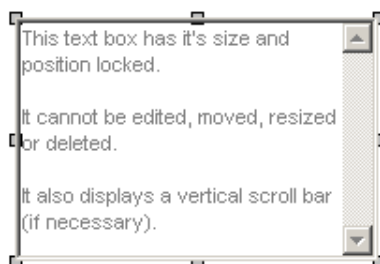 This text box has it's size and
position locked.
It cannot be edited, moved, resized
or deleted.
It also displays a vertical scroll bar
(if necessary).